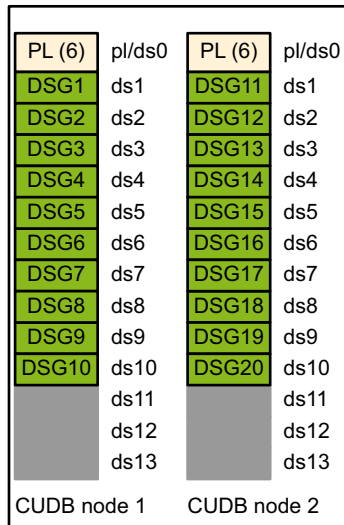 PL (6) pl/ds0 PL (6) pl/ds0
DSG1 ds1 DSG11 ds1
DSG2 ds2 DSG12 ds2
DSG3 ds3 DSG13 ds3
DSG4 ds4 DSG14 ds4
DSG5 ds5 DSG15 ds5
DSG6 ds6 DSG16 ds6
DSG7 ds7 DSG17 ds7
DSG8 ds8 DSG18 ds8
DSG9 ds9 DSG19 ds9
DSG10 ds10 DSG20 ds10
ds11 ds11
ds12 ds12
ds13 ds13
CUDB node 1 CUDB node 2